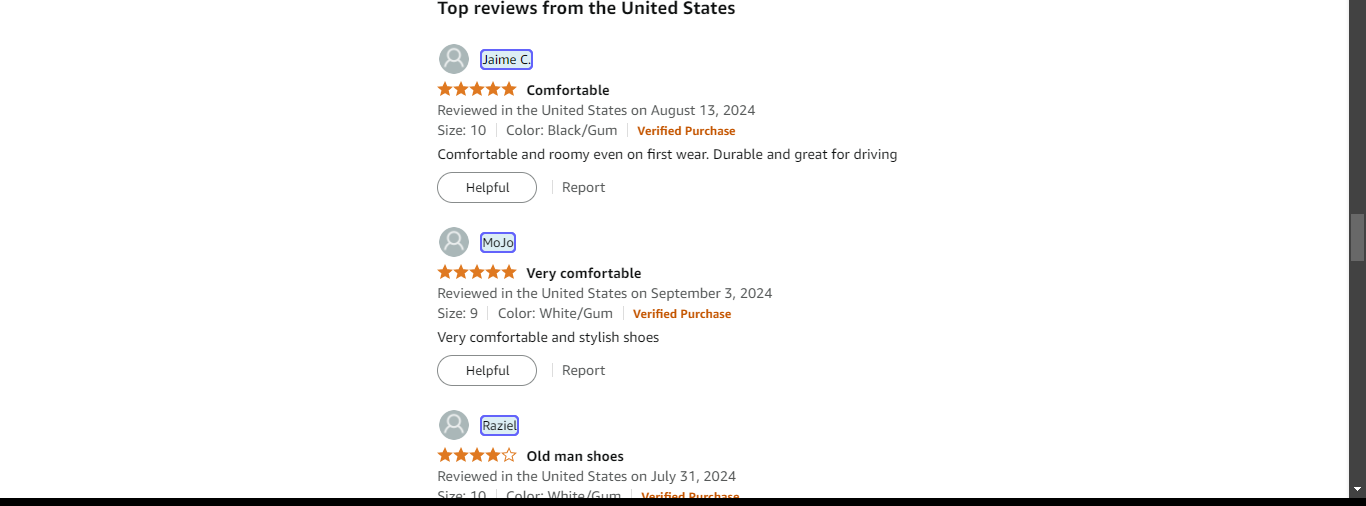 Top reviews from the United States
Jaime C.
Comfortable
Reviewed in the United States on August 13, 2024
Size: 10 Color: Black/Gum Verified Purchase
Comfortable and roomy even on first wear. Durable and great for driving
Helpful Report
MoJo
Very comfortable
Reviewed in the United States on September 3, 2024
Size: 9 Color: White/Gum Verified Purchase
Very comfortable and stylish shoes
Helpful Report
Raziel
Old man shoes
Reviewed in the United States on July 31, 2024
Size: 10 Color: White/Gum Verified Purchase